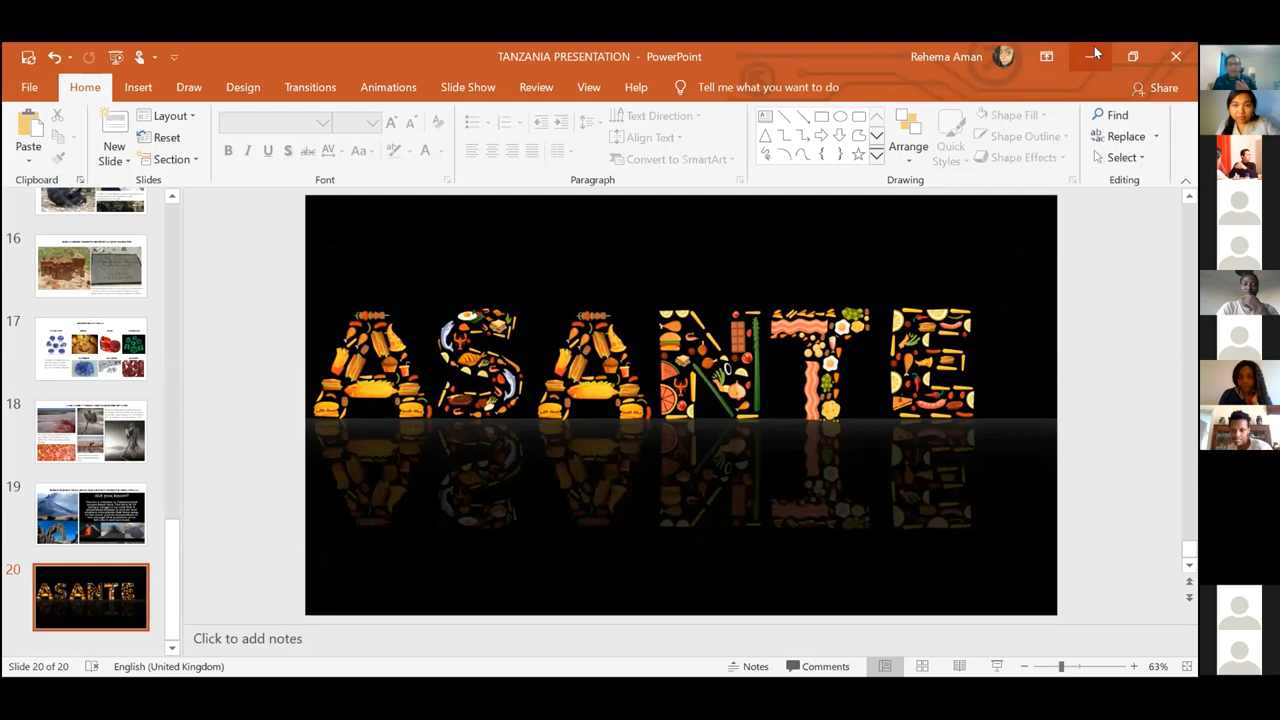 TANZANIA PRESENTATION - PowerPoint
Rehema Aman
File Home Insert Draw Design Transitions Animations Slide Show Review View Help Tell me what you want to do Share
Paste
Clipboard
New Slide
Layout
Reset
Section
Slides
Font
Text Direction
Align Text
Convert to SmartArt
Paragraph
Arrange
Quick Styles
Shape Fill
Shape Outline
Shape Effects
Drawing
Find
Replace
Select
Editing
16
17
18
19
did you know?
20
ASANTE
ASANTE
Click to add notes
Slide 20 of 20 English (United Kingdom) Notes Comments 63%